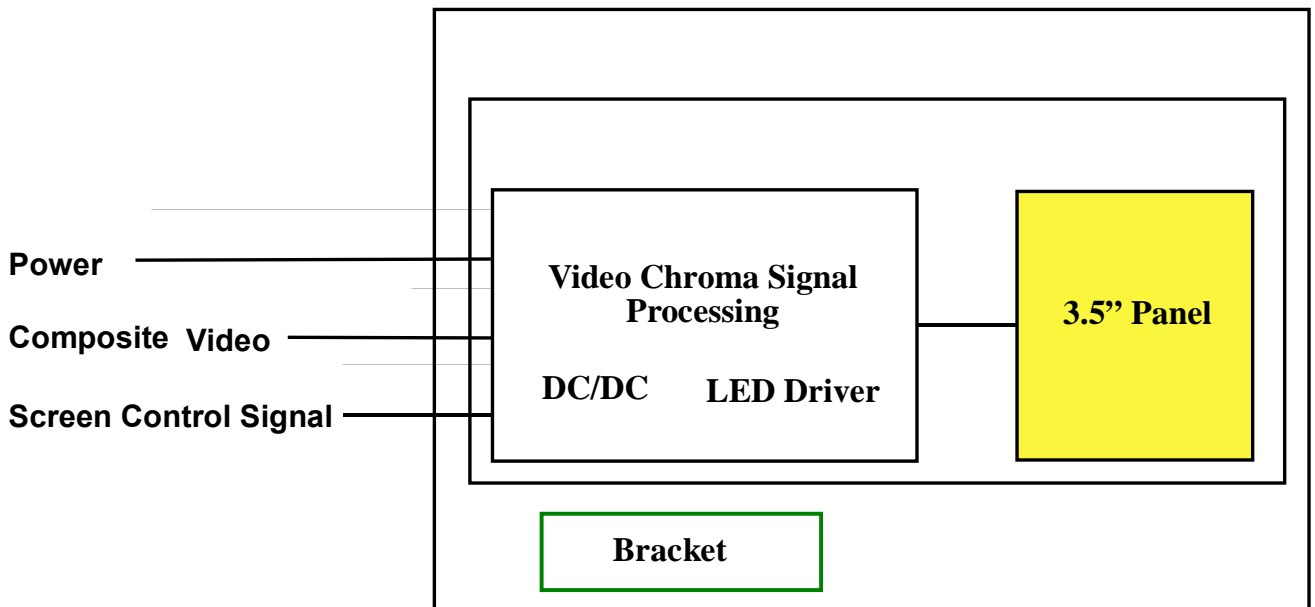 Power
Composite Video
Screen Control Signal
Video Chroma Signal
Processing
DC/DC LED Driver
3.5” Panel
Bracket